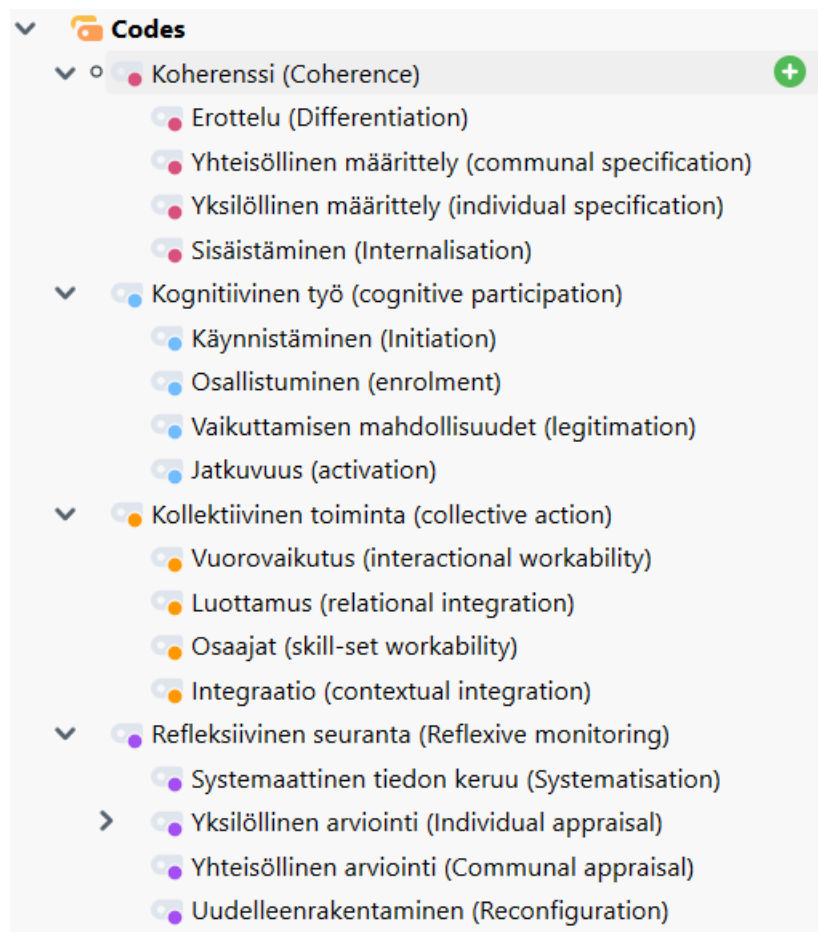 Codes
Koherenssi (Coherence)
Erottelu (Differentiation)
Yhteisöllinen määrittely (communal specification)
Yksilöllinen määrittely (individual specification)
Sisäistäminen (Internalisation)
Kognitiivinen työ (cognitive participation)
Käynnistäminen (Initiation)
Osallistuminen (enrolment)
Vaikuttamisen mahdollisuudet (legitimation)
Jatkuvuus (activation)
Kollektiivinen toiminta (collective action)
Vuorovaikutus (interactional workability)
Luottamus (relational integration)
Osaajat (skill-set workability)
Integraatio (contextual integration)
Refleksiivinen seuranta (Reflexive monitoring)
Systemaattinen tiedon keruu (Systematisation)
Yksilöllinen arviointi (Individual appraisal)
Yhteisöllinen arviointi (Communal appraisal)
Uudelleenrakentaminen (Reconfiguration)